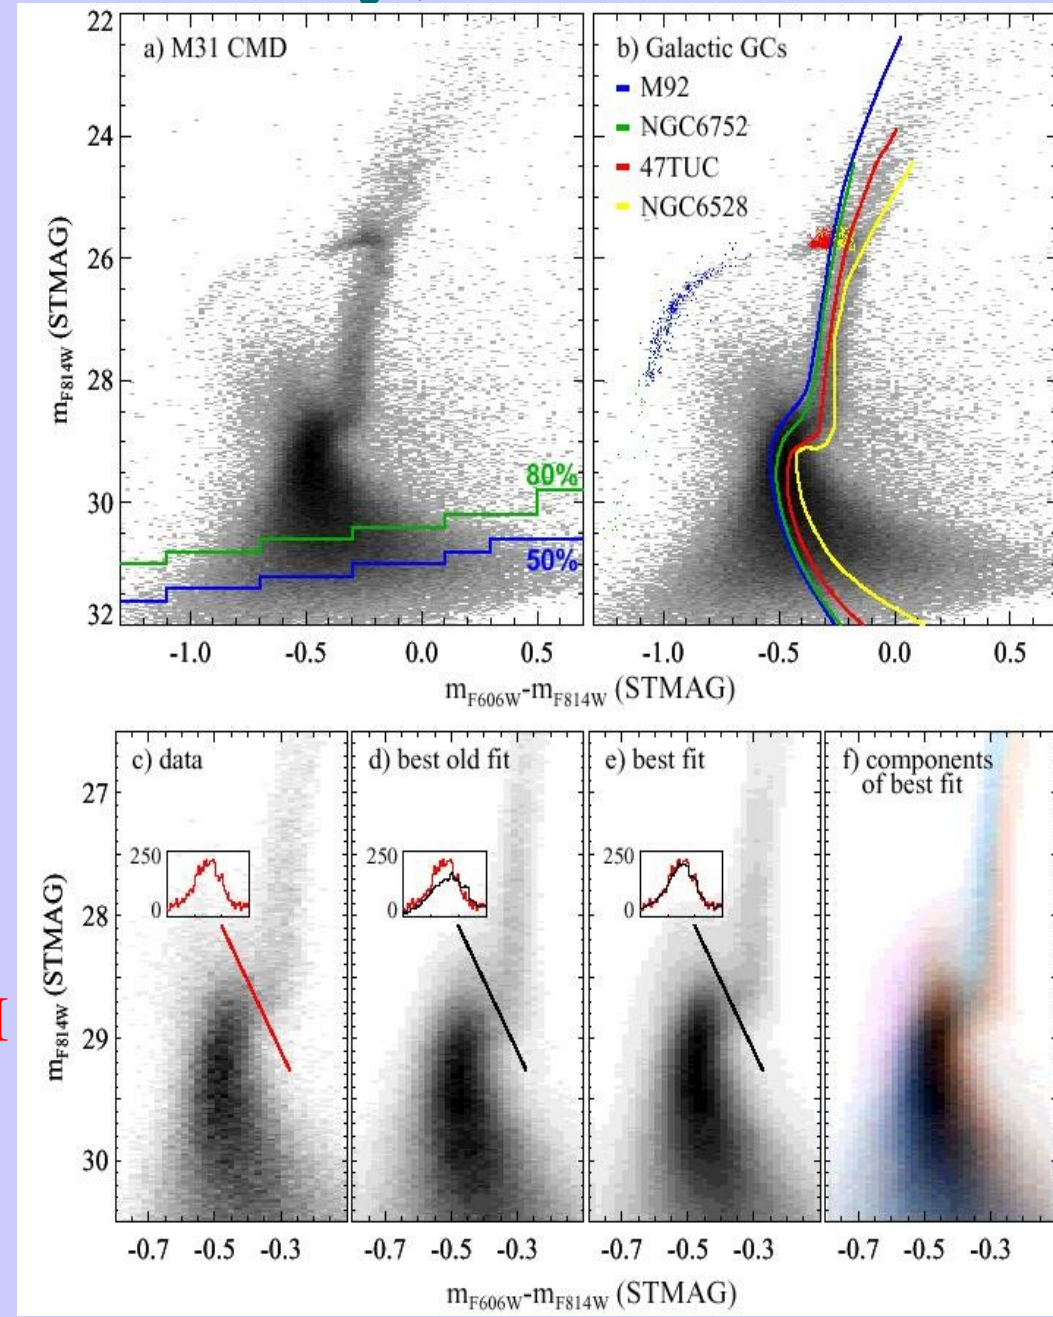 a) M31 CMD
b) Galactic GCs
M92
NGC6752
47TUC
NGC6528
22
24
26
28
30
32
m_F814W (STMAG)
80%
50%
-1.0 -0.5 0.0 0.5
-1.0 -0.5 0.0 0.5
m_F606W-m_F814W (STMAG)
c) data
d) best old fit
e) best fit
f) components
of best fit
250
0
250
0
250
0
27
28
29
30
m_F814W (STMAG)
-0.7 -0.5 -0.3
-0.7 -0.5 -0.3
-0.7 -0.5 -0.3
-0.7 -0.5 -0.3
m_F606W-m_F814W (STMAG)